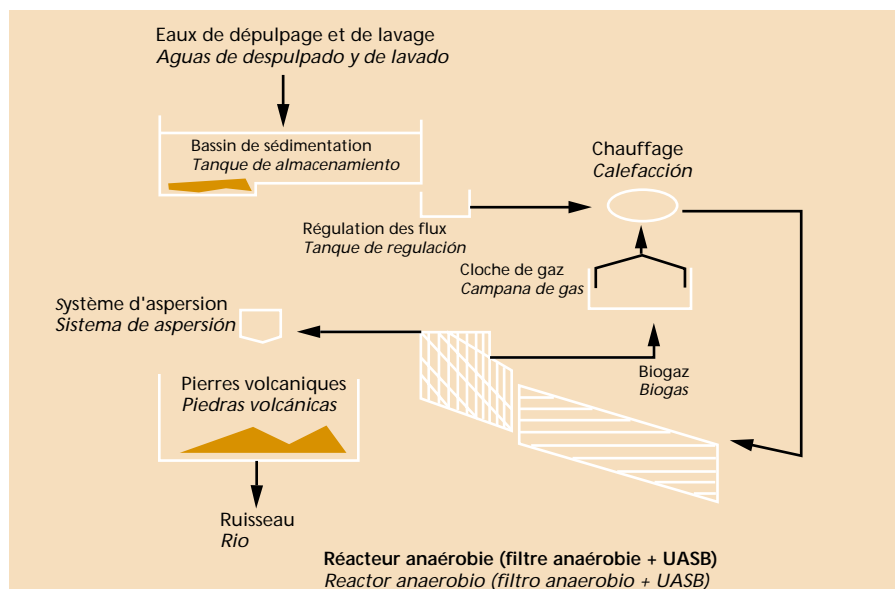 Eaux de dépulpage et de lavage
Aguas de despulpado y de lavado
Bassin de sédimentation
Tanque de almacenamiento
Chauffage
Calefacción
Régulation des flux
Tanque de regulación
Cloche de gaz
Campana de gas
Système d'aspersion
Sistema de aspersión
Biogaz
Biogas
Pierres volcaniques
Piedras volcánicas
Ruisseau
Rio
Réacteur anaérobie (filtre anaérobie + UASB)
Reactor anaerobio (filtro anaerobio + UASB)